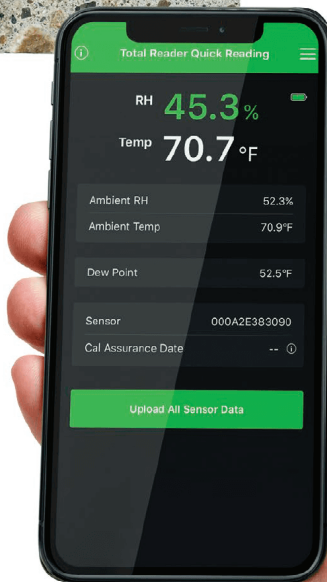 Total Reader Quick Reading
RH 45.3%
Temp 70.7 °F
Ambient RH 52.3%
Ambient Temp 70.9°F
Dew Point 52.5°F
Sensor 000A2E383090
Cal Assurance Date --
Upload All Sensor Data